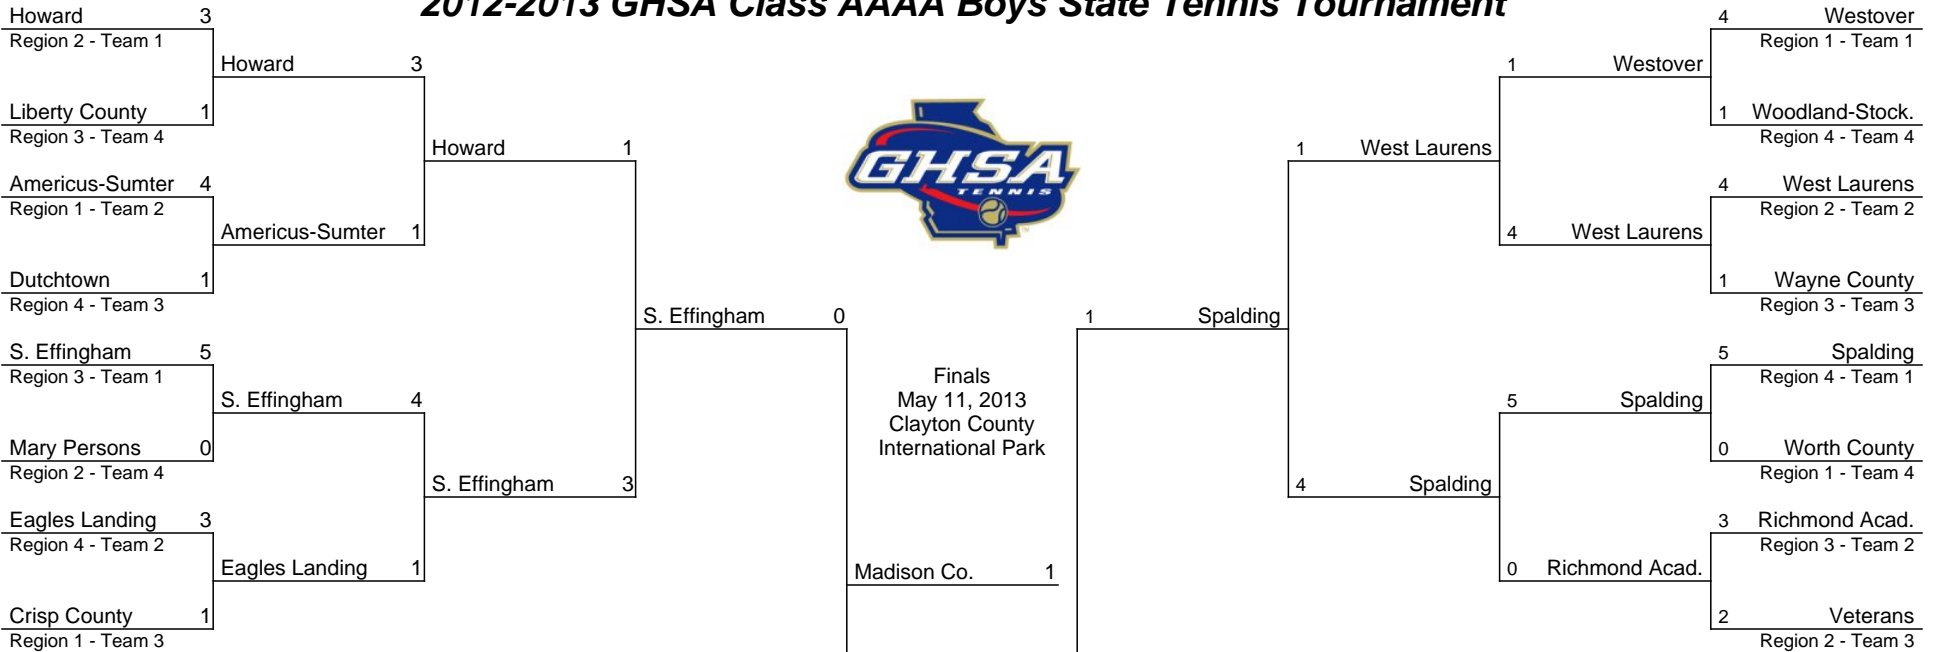 2012-2013 GHSA Class AAAA Boys State Tennis Tournament
Howard 3
Region 2 - Team 1
Howard 3
Liberty County 1
Region 3 - Team 4
Howard 1
Americus-Sumter 4
Region 1 - Team 2
Americus-Sumter 1
Dutchtown 1
Region 4 - Team 3
S. Effingham 0
S. Effingham 5
Region 3 - Team 1
S. Effingham 4
Mary Persons 0
Region 2 - Team 4
S. Effingham 3
Eagles Landing 3
Region 4 - Team 2
Eagles Landing 1
Crisp County 1
Region 1 - Team 3
GHSA
TENNIS
Finals
May 11, 2013
Clayton County
International Park
Madison Co. 1
4 Westover
Region 1 - Team 1
1 Westover
1 Woodland-Stock.
Region 4 - Team 4
1 West Laurens
4 West Laurens
Region 2 - Team 2
4 West Laurens
1 Wayne County
Region 3 - Team 3
1 Spalding
5 Spalding
Region 4 - Team 1
5 Spalding
0 Worth County
Region 1 - Team 4
4 Spalding
3 Richmond Acad.
Region 3 - Team 2
0 Richmond Acad.
2 Veterans
Region 2 - Team 3